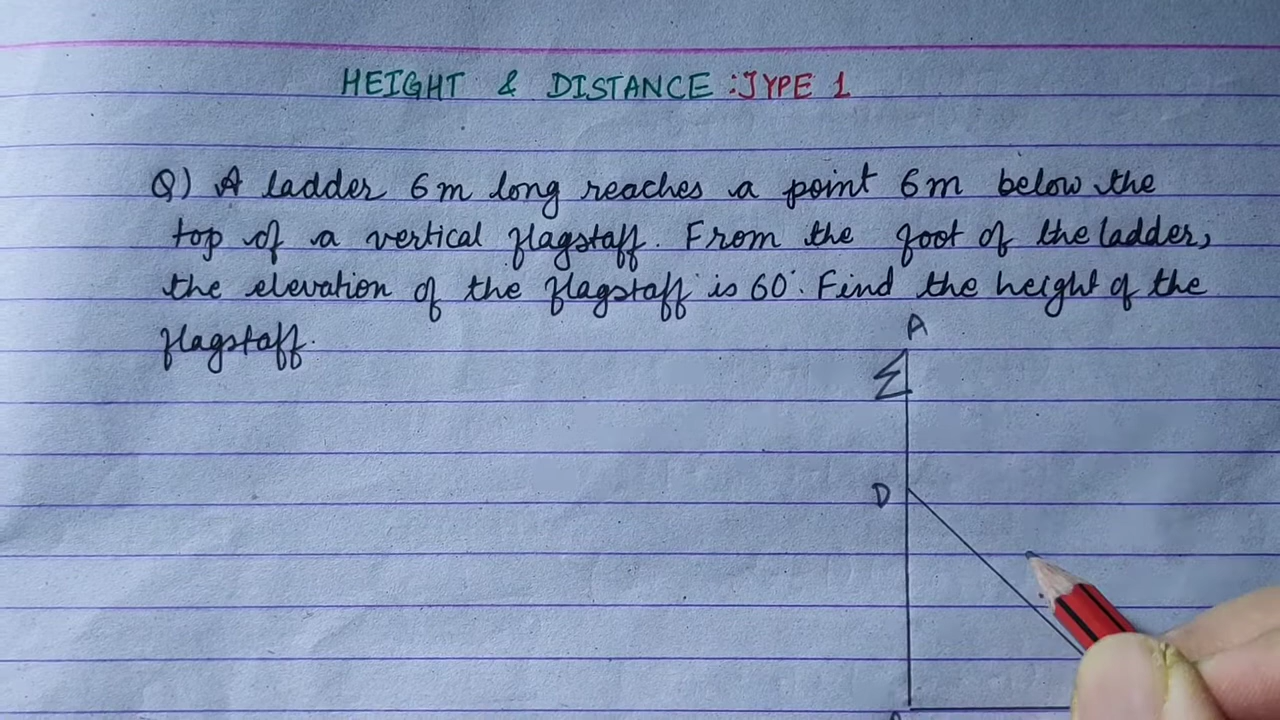 HEIGHT & DISTANCE :TYPE 1
Q) A ladder 6m long reaches a point 6m below the
top of a vertical flagstaff. From the foot of the ladder,
the elevation of the flagstaff is 60°. Find the height of the
flagstaff.
A
D